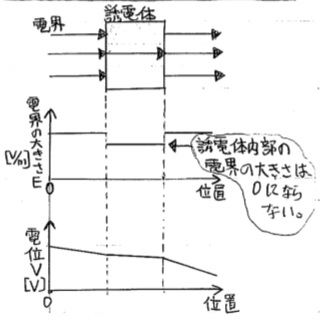 電界
誘電体
電界の大きさ
E
[V/m]
0
位置
誘電体内部の
電界の大きさは
0になら
ない。
電位V
[V]
0
位置